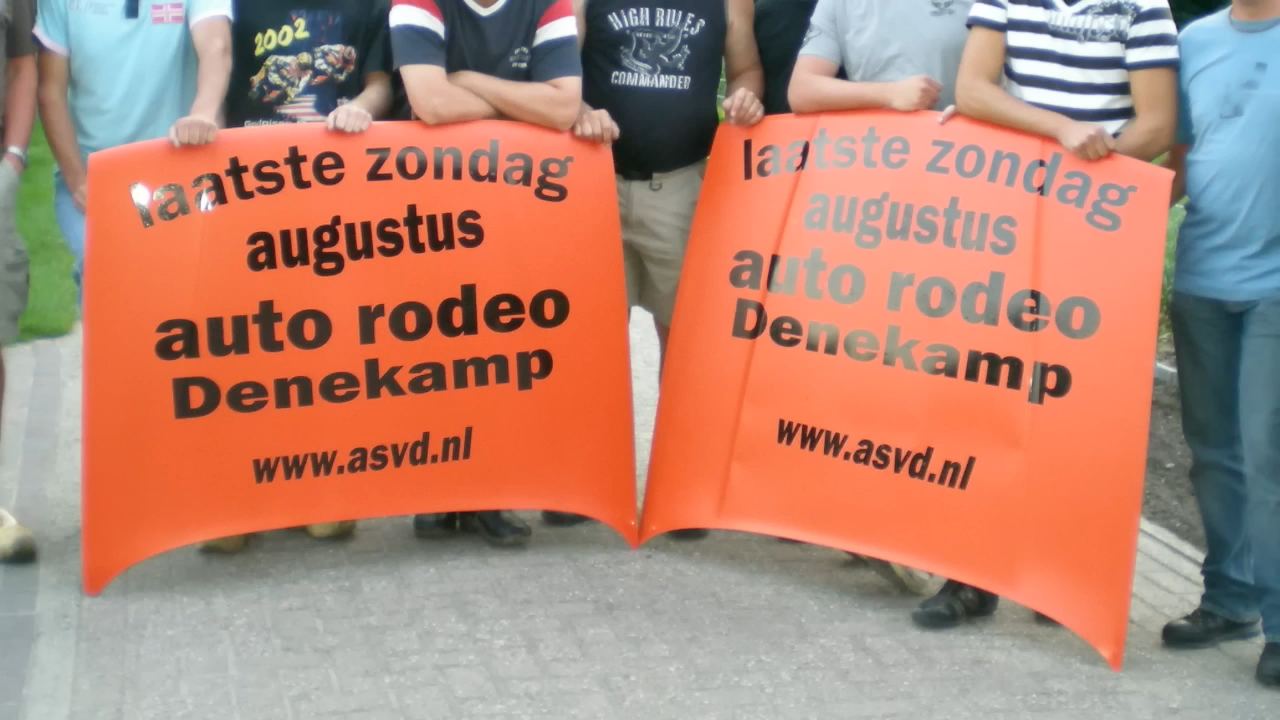 2002
HIGH RULES
COMMANDER
laatste zondag
augustus
auto rodeo
Denekamp
www.asvd.nl
laatste zondag
augustus
auto rodeo
Denekamp
www.asvd.nl